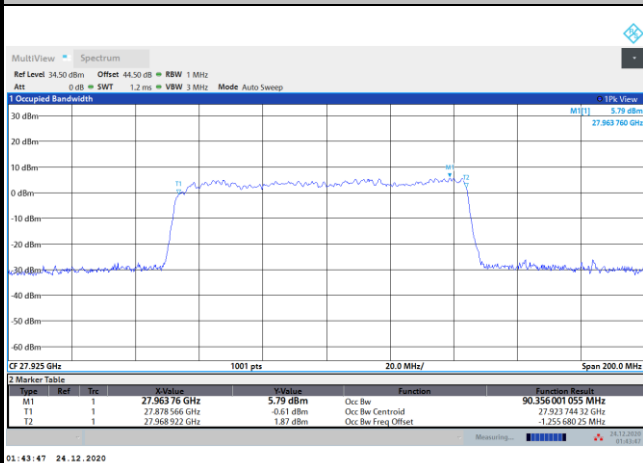 MultiView Spectrum
Ref Level 34.50 dBm Offset 44.50 dB RBW 1 MHz
Att 0 dB SWT 1.2 ms VBW 3 MHz Mode Auto Sweep
1 Occupied Bandwidth 1Pk View
M1[1] 5.79 dBm
27.963 760 GHz
30 dBm
20 dBm
10 dBm
M1
T1 T2
0 dBm
-10 dBm
-20 dBm
-30 dBm
-40 dBm
-50 dBm
-60 dBm
CF 27.925 GHz 1001 pts 20.0 MHz/ Span 200.0 MHz
2 Marker Table
Type Ref Trc X-Value Y-Value Function Function Result
M1 1 27.963 76 GHz 5.79 dBm Occ Bw 90.356 001 055 MHz
T1 1 27.878 566 GHz -0.61 dBm Occ Bw Centroid 27.923 744 32 GHz
T2 1 27.968 922 GHz 1.87 dBm Occ Bw Freq Offset -1.255 680 25 MHz
Measuring... 24.12.2020
01:43:47
01:43:47 24.12.2020